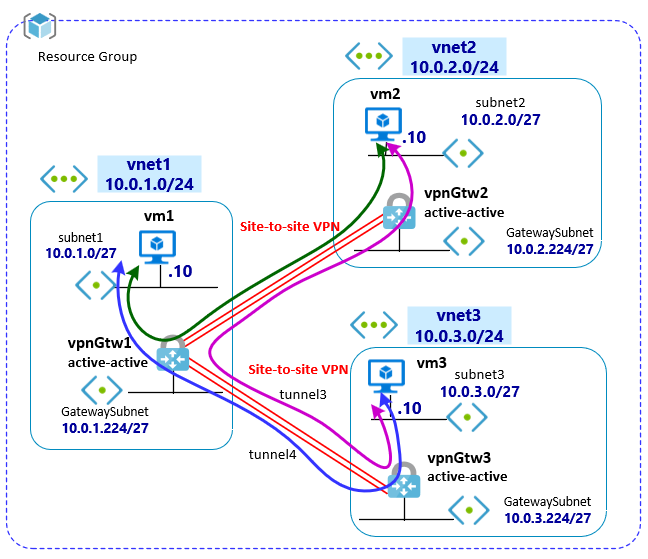 Resource Group
vnet2
10.0.2.0/24
vm2
subnet2
10.0.2.0/27
.10
vpnGtw2
active-active
GatewaySubnet
10.0.2.224/27
vnet1
10.0.1.0/24
subnet1
10.0.1.0/27
vm1
.10
Site-to-site VPN
vpnGtw1
active-active
GatewaySubnet
10.0.1.224/27
vnet3
10.0.3.0/24
Site-to-site VPN
tunnel3
tunnel4
vm3
subnet3
10.0.3.0/27
.10
vpnGtw3
active-active
GatewaySubnet
10.0.3.224/27